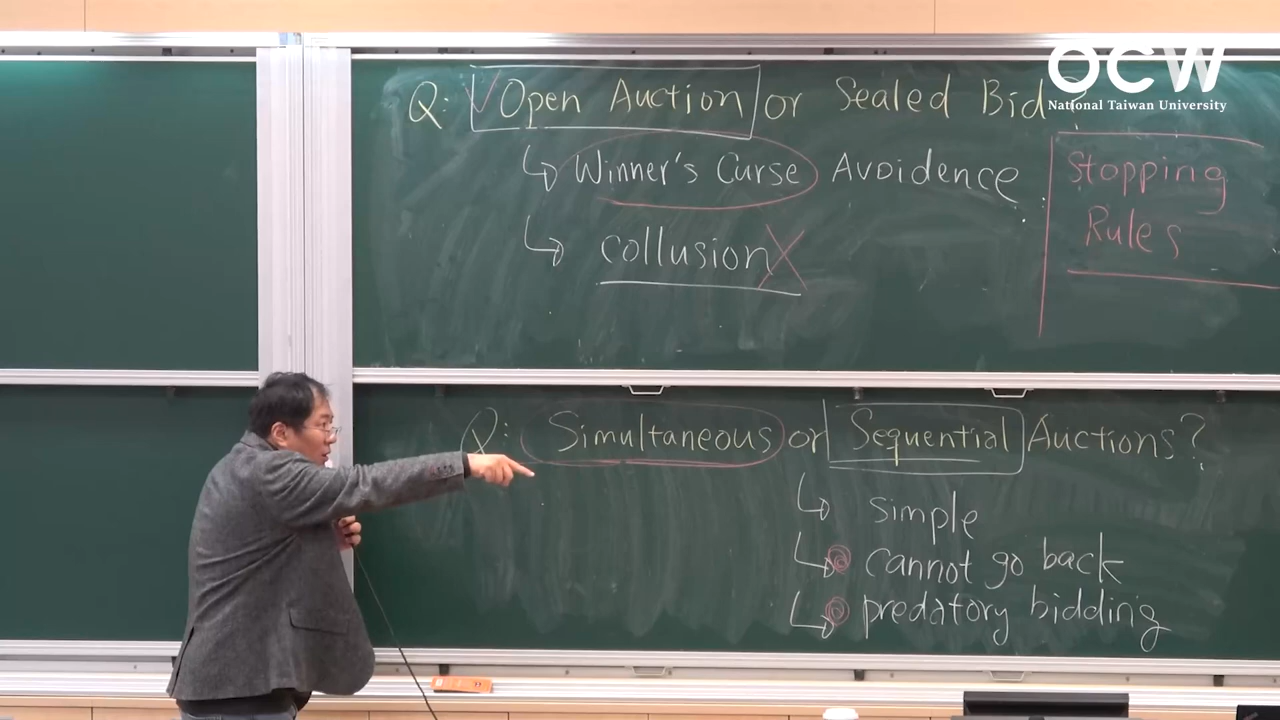 OCW
National Taiwan University
Q: Open Auction or Sealed Bid?
Winner's Curse Avoidence
collusion X
Stopping
Rules
Q: Simultaneous or Sequential Auctions?
simple
cannot go back
predatory bidding